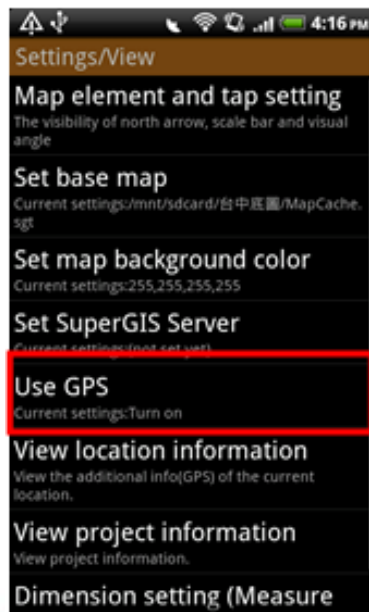 4:16 PM
Settings/View
Map element and tap setting
The visibility of north arrow, scale bar and visual
angle
Set base map
Current settings:/mnt/sdcard/台中底圖/MapCache.
sgt
Set map background color
Current settings:255,255,255,255
Set SuperGIS Server
Current settings:(not set yet)
Use GPS
Current settings:Turn on
View location information
View the additional info(GPS) of the current
location.
View project information
View project information.
Dimension setting (Measure